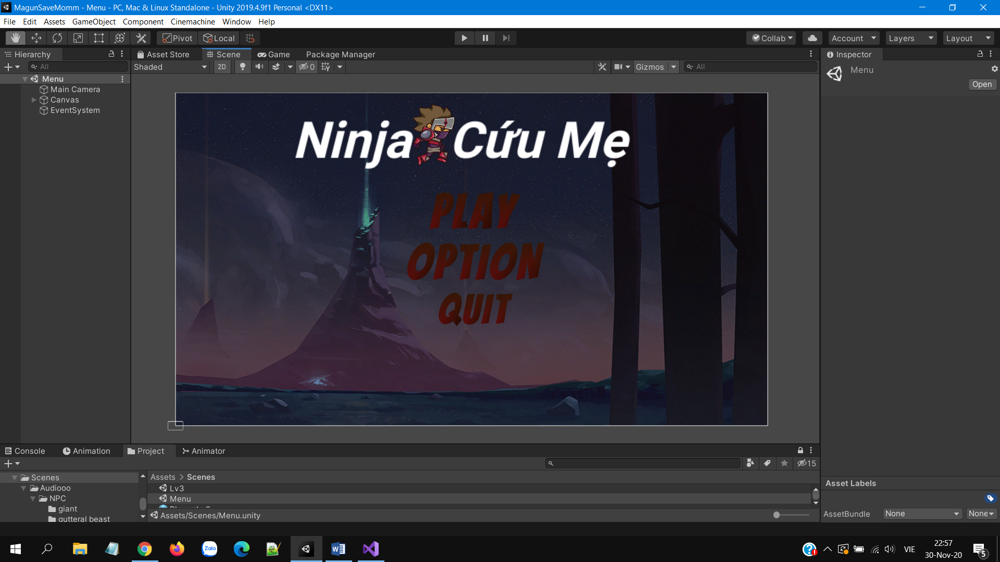 MagunSaveMomm - Menu - PC, Mac & Linux Standalone - Unity 2019.4.9f1 Personal <DX11>
File Edit Assets GameObject Component Cinemachine Window Help
Pivot Local Collab Account Layers Layout
Hierarchy Asset Store Scene Game Package Manager Inspector
All Shaded 2D 0 Gizmos All
Menu
Open
Menu
Main Camera
Canvas
EventSystem
Ninja Cứu Mẹ
PLAY
OPTION
QUIT
Console Animation Project Animator
15
Scenes
Audiooo
NPC
giant
gutteral beast
Assets > Scenes
Lv3
Menu
Assets/Scenes/Menu.unity
Asset Labels
AssetBundle None None
Zalo
VIE
22:57
30-Nov-20
5